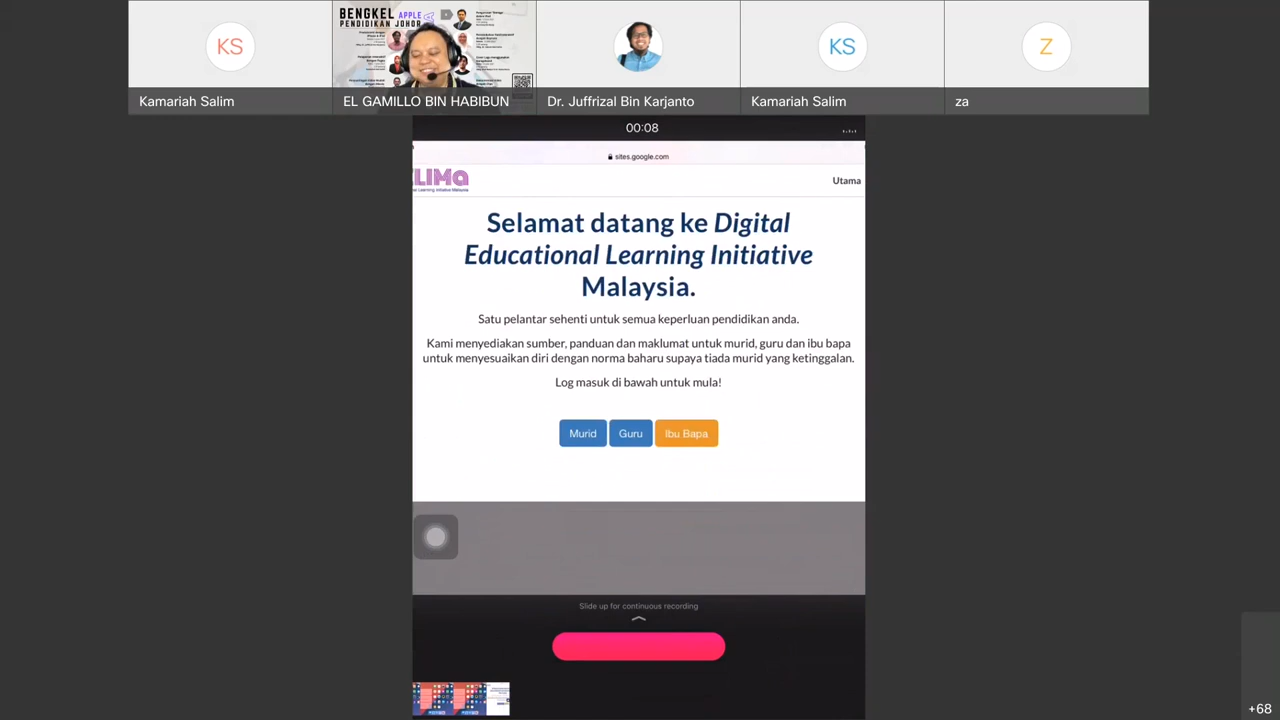 KS
BENGKEL APPLE
PENDIDIKAN JOHOR
KS
Z
Kamariah Salim
EL GAMILLO BIN HABIBUN
Dr. Juffrizal Bin Karjanto
Kamariah Salim
za
00:08
sites.google.com
LIMa
Learning Initiative Malaysia
Utama
Selamat datang ke Digital
Educational Learning Initiative
Malaysia.
Satu pelantar sehenti untuk semua keperluan pendidikan anda.
Kami menyediakan sumber, panduan dan maklumat untuk murid, guru dan ibu bapa
untuk menyesuaikan diri dengan norma baharu supaya tiada murid yang ketinggalan.
Log masuk di bawah untuk mula!
Murid
Guru
Ibu Bapa
Slide up for continuous recording
+68